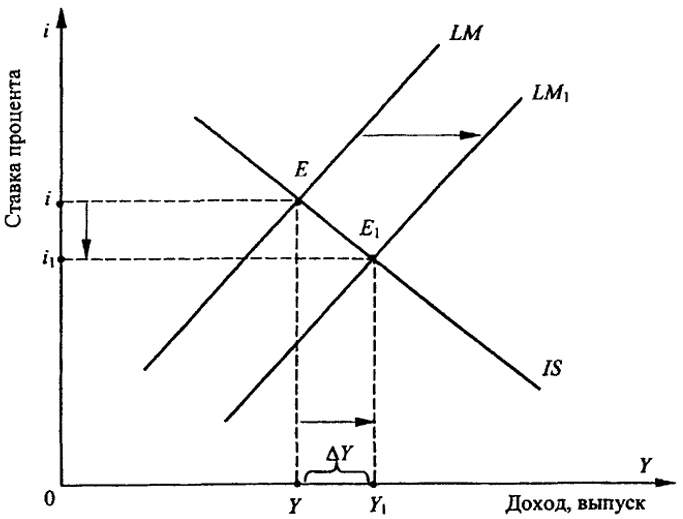 i
LM
LM₁
Ставка процента
E
i
E₁
i₁
IS
ΔY
Y
0
Y
Y₁
Доход, выпуск